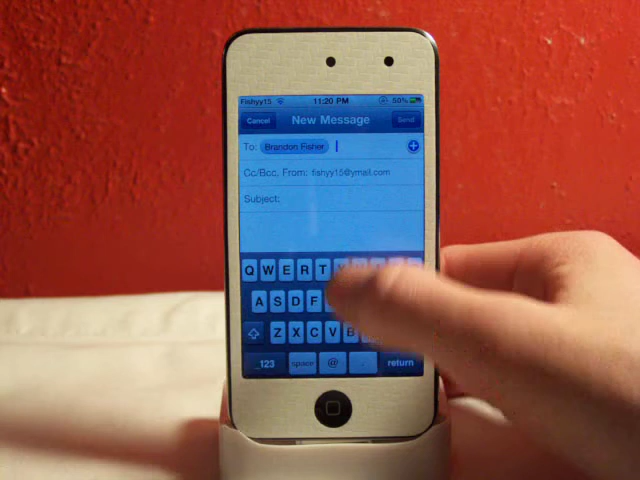 Fishyy15 11:20 PM 50%
Cancel New Message Send
To: Brandon Fisher
Cc/Bcc, From: fishyy15@ymail.com
Subject:
Q W E R T
A S D F
Z X C V B
.123 space @ . return